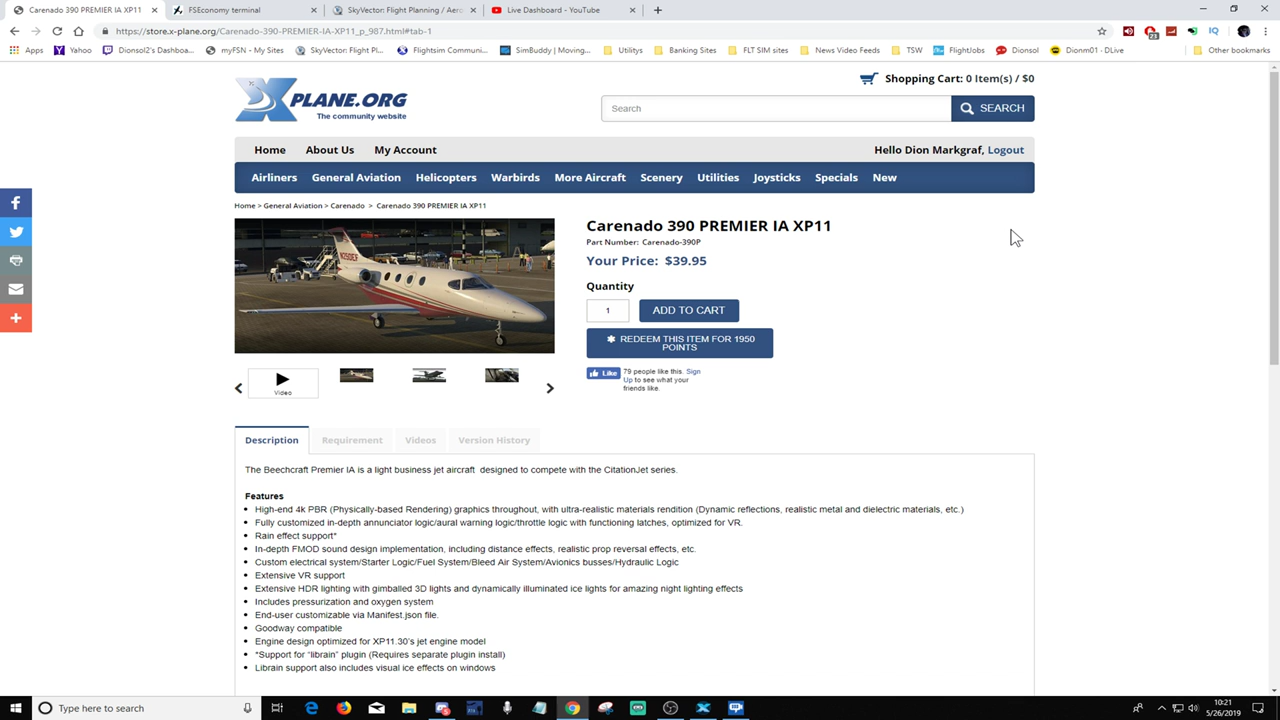 Carenado 390 PREMIER IA XP11
FSEconomy terminal
SkyVector: Flight Planning / Aero
Live Dashboard - YouTube
https://store.x-plane.org/Carenado-390-PREMIER-IA-XP11_p_987.html#tab-1
Apps
Yahoo
Dionsol2's Dashboa...
myFSN - My Sites
SkyVector: Flight Pl...
Flightsim Communi...
SimBuddy | Moving...
Utilitys
Banking Sites
FLT SIM sites
News Video Feeds
TSW
FlightJobs
Dionsol
Dionm01 - DLive
Other bookmarks
PLANE.ORG
The community website
Shopping Cart: 0 Item(s) / $0
Search
SEARCH
Home
About Us
My Account
Hello Dion Markgraf, Logout
Airliners
General Aviation
Helicopters
Warbirds
More Aircraft
Scenery
Utilities
Joysticks
Specials
New
Home > General Aviation > Carenado > Carenado 390 PREMIER IA XP11
Carenado 390 PREMIER IA XP11
Part Number: Carenado-390P
Your Price: $39.95
Quantity
1
ADD TO CART
REDEEM THIS ITEM FOR 1950
POINTS
Like
79 people like this. Sign
Up to see what your
friends like.
Video
Description
Requirement
Videos
Version History
The Beechcraft Premier IA is a light business jet aircraft designed to compete with the CitationJet series.
Features
• High-end 4k PBR (Physically-based Rendering) graphics throughout, with ultra-realistic materials rendition (Dynamic reflections, realistic metal and dielectric materials, etc.)
• Fully customized in-depth annunciator logic/aural warning logic/throttle logic with functioning latches, optimized for VR.
• Rain effect support*
• In-depth FMOD sound design implementation, including distance effects, realistic prop reversal effects, etc.
• Custom electrical system/Starter Logic/Fuel System/Bleed Air System/Avionics busses/Hydraulic Logic
• Extensive VR support
• Extensive HDR lighting with gimballed 3D lights and dynamically illuminated ice lights for amazing night lighting effects
• Includes pressurization and oxygen system
• End-user customizable via Manifest.json file.
• Goodway compatible
• Engine design optimized for XP11.30's jet engine model
• *Support for "librain" plugin (Requires separate plugin install)
• Librain support also includes visual ice effects on windows
Type here to search
10:21
5/26/2019